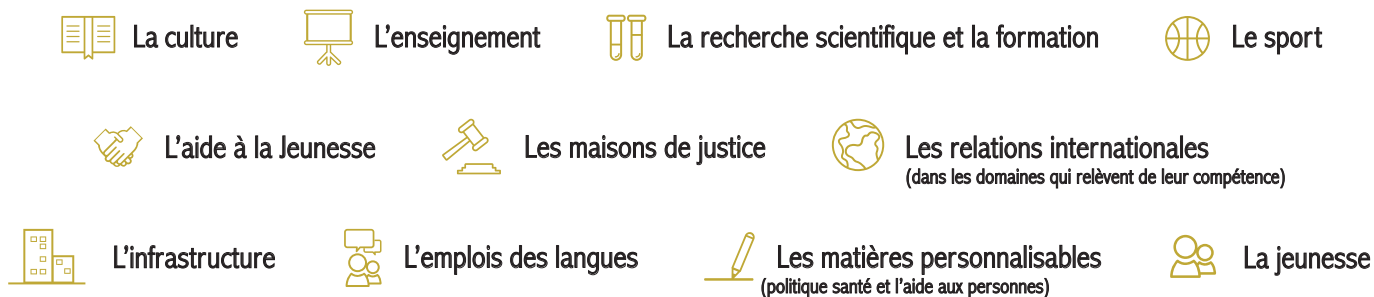 La culture
L'enseignement
La recherche scientifique et la formation
Le sport
L'aide à la Jeunesse
Les maisons de justice
Les relations internationales
(dans les domaines qui relèvent de leur compétence)
L'infrastructure
L'emplois des langues
Les matières personnalisables
(politique santé et l'aide aux personnes)
La jeunesse